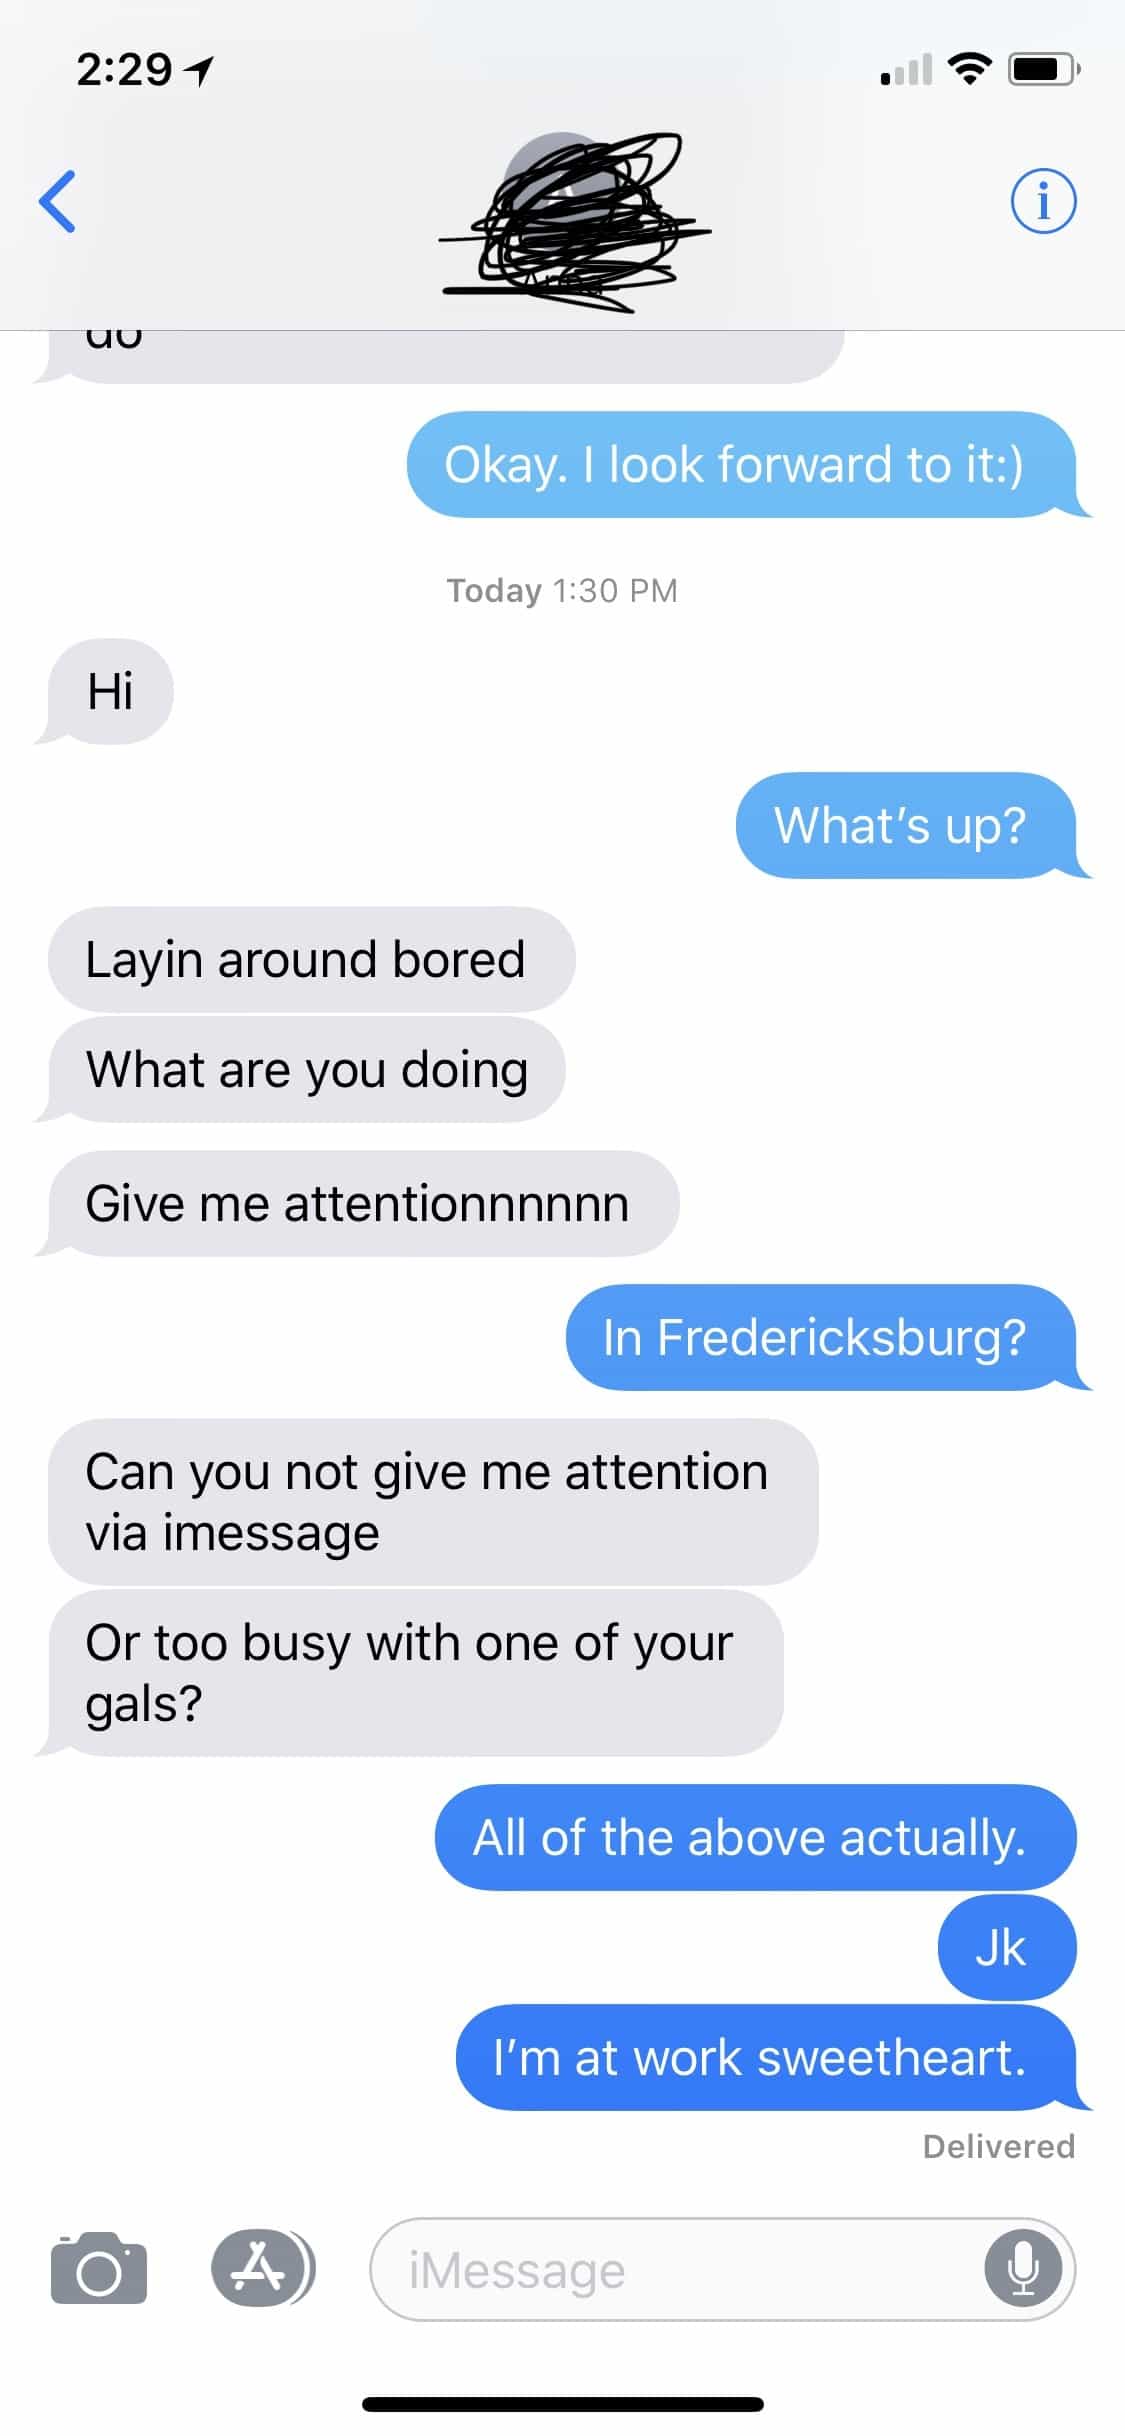 2:29
do
Okay. I look forward to it:)
Today 1:30 PM
Hi
What's up?
Layin around bored
What are you doing
Give me attentionnnnnn
In Fredericksburg?
Can you not give me attention
via imessage
Or too busy with one of your
gals?
All of the above actually.
Jk
I'm at work sweetheart.
Delivered
iMessage